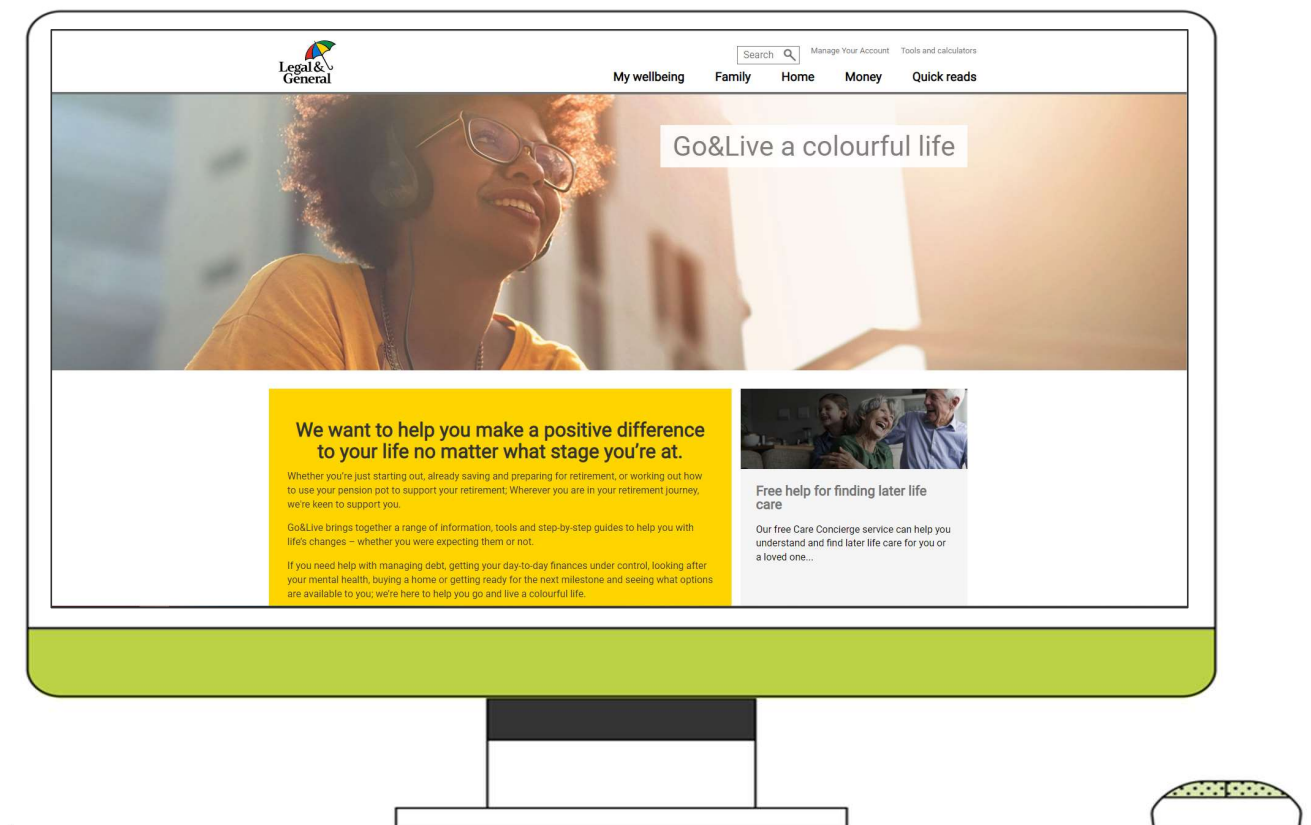 Legal &
General
Search
Manage Your Account
Tools and calculators
My wellbeing
Family
Home
Money
Quick reads
Go&Live a colourful life
We want to help you make a positive difference
to your life no matter what stage you're at.
Whether you're just starting out, already saving and preparing for retirement, or working out how
to use your pension pot to support your retirement; Wherever you are in your retirement journey,
we're keen to support you.
Go&Live brings together a range of information, tools and step-by-step guides to help you with
life's changes – whether you were expecting them or not.
If you need help with managing debt, getting your day-to-day finances under control, looking after
your mental health, buying a home or getting ready for the next milestone and seeing what options
are available to you; we're here to help you go and live a colourful life.
Free help for finding later life
care
Our free Care Concierge service can help you
understand and find later life care for you or
a loved one...